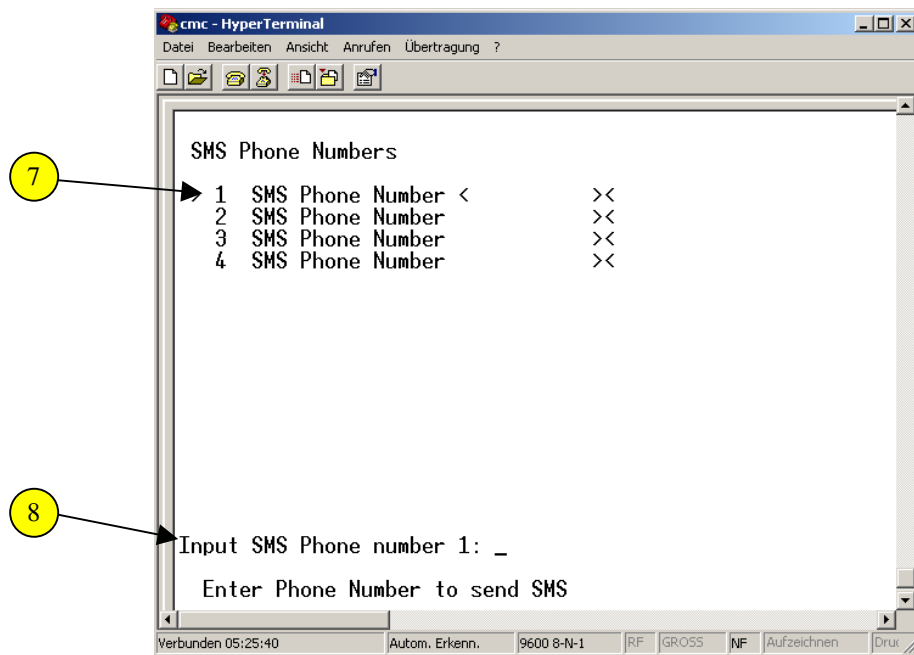 cmc - HyperTerminal
Datei Bearbeiten Ansicht Anrufen Übertragung ?
SMS Phone Numbers
7
> 1 SMS Phone Number < ><
2 SMS Phone Number ><
3 SMS Phone Number ><
4 SMS Phone Number ><
8
Input SMS Phone number 1: _
Enter Phone Number to send SMS
Verbunden 05:25:40 Autom. Erkenn. 9600 8-N-1 RF GROSS NF Aufzeichnen Druc